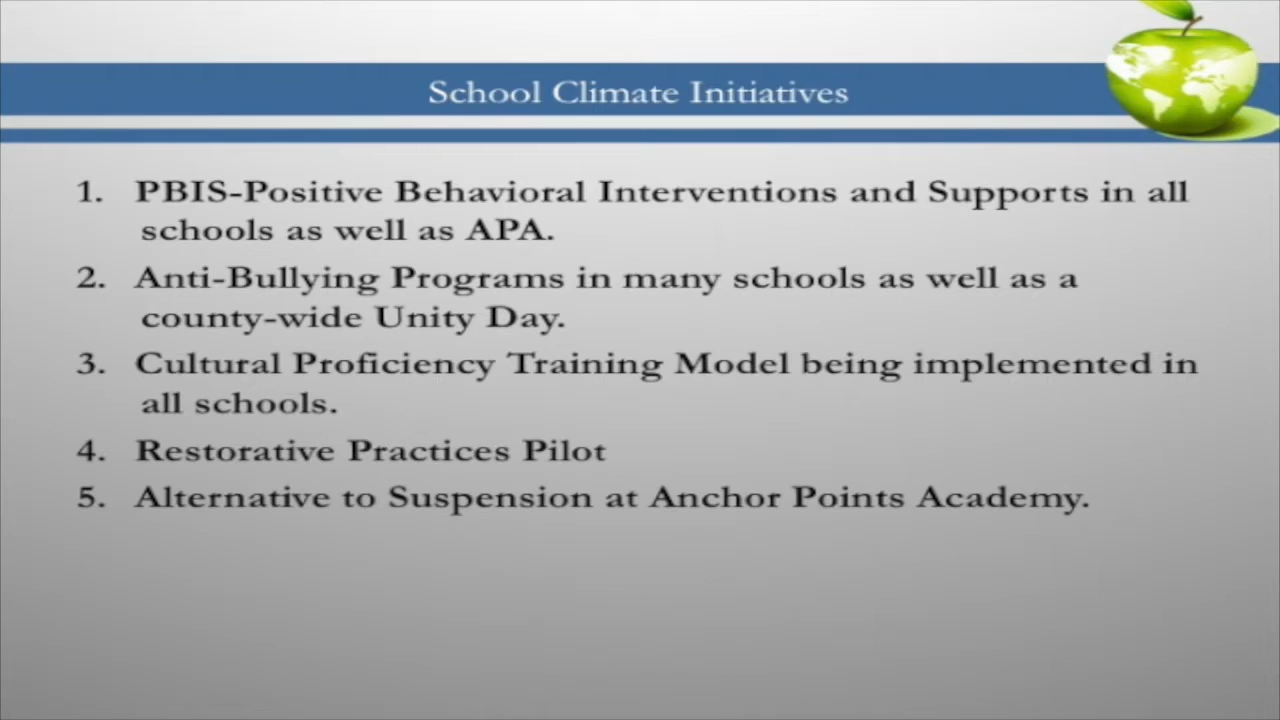 School Climate Initiatives
1. PBIS-Positive Behavioral Interventions and Supports in all
schools as well as APA.
2. Anti-Bullying Programs in many schools as well as a
county-wide Unity Day.
3. Cultural Proficiency Training Model being implemented in
all schools.
4. Restorative Practices Pilot
5. Alternative to Suspension at Anchor Points Academy.